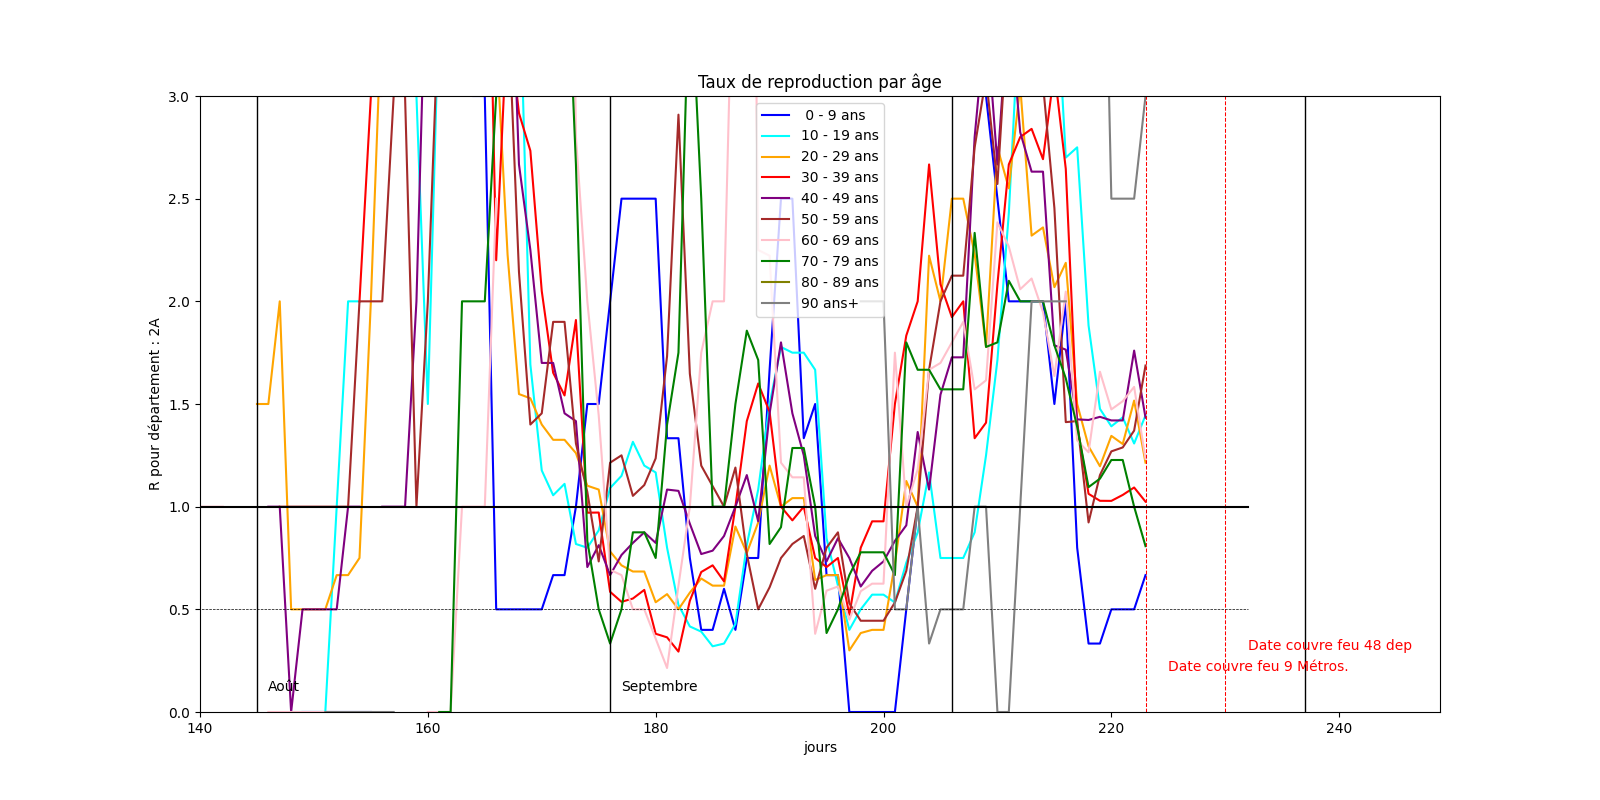 Taux de reproduction par âge
R pour département : 2A
3.0
2.5
2.0
1.5
1.0
0.5
0.0
0 - 9 ans
10 - 19 ans
20 - 29 ans
30 - 39 ans
40 - 49 ans
50 - 59 ans
60 - 69 ans
70 - 79 ans
80 - 89 ans
90 ans+
Date couvre feu 48 dep
Date couvre feu 9 Métros.
Août
Septembre
140
160
180
200
220
240
jours